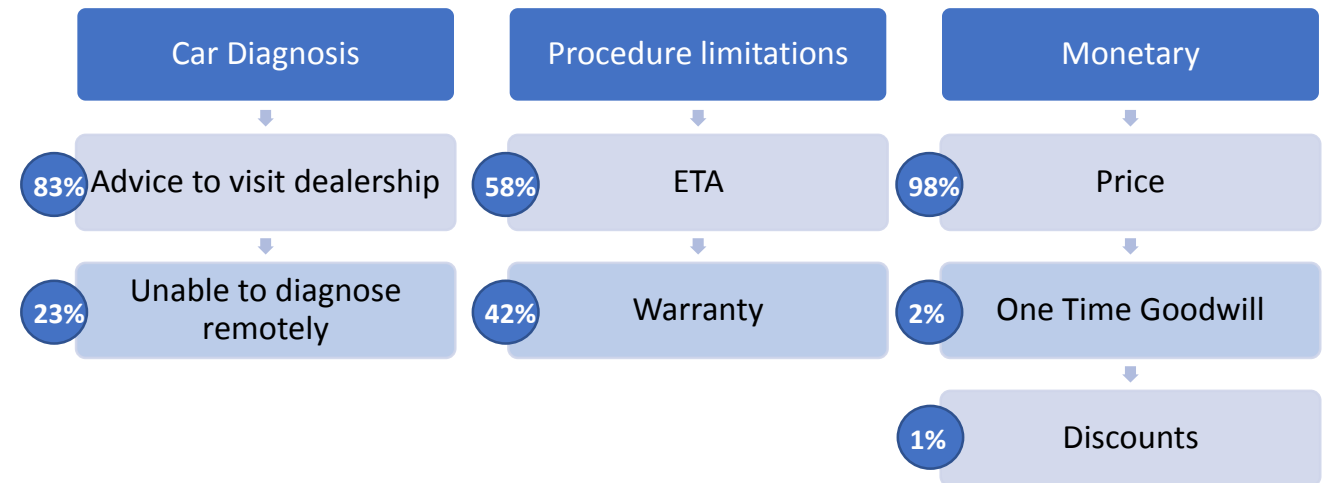 Car Diagnosis
83%
Advice to visit dealership
23%
Unable to diagnose
remotely
Procedure limitations
58%
ETA
42%
Warranty
Monetary
98%
Price
2%
One Time Goodwill
1%
Discounts